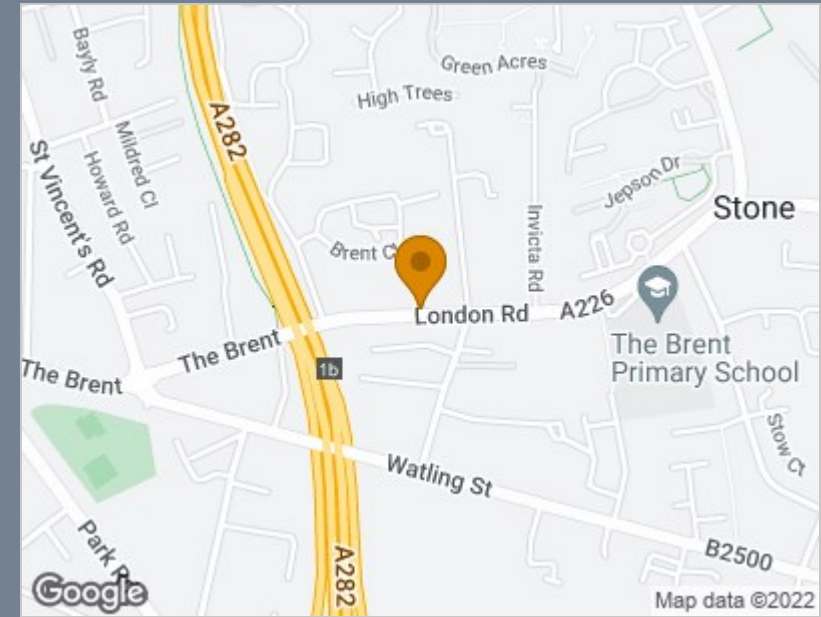 Bayly Rd
Green Acres
High Trees
A282
Mildred Cl
St Vincent's Rd
Howard Rd
Jepson Dr
Stone
Invicta Rd
Brent C
London Rd
A226
The Brent
The Brent
Primary School
1b
The Brent
Stow Ct
Watling St
Park R
B2500
A282
Google
Map data ©2022